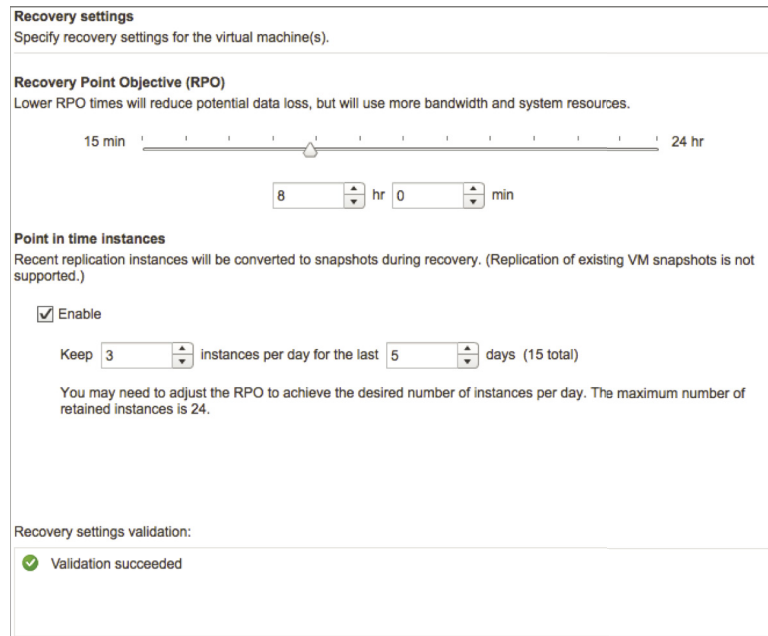 Recovery settings
Specify recovery settings for the virtual machine(s).
Recovery Point Objective (RPO)
Lower RPO times will reduce potential data loss, but will use more bandwidth and system resources.
15 min 24 hr
8 hr 0 min
Point in time instances
Recent replication instances will be converted to snapshots during recovery. (Replication of existing VM snapshots is not
supported.)
Enable
Keep 3 instances per day for the last 5 days (15 total)
You may need to adjust the RPO to achieve the desired number of instances per day. The maximum number of
retained instances is 24.
Recovery settings validation:
Validation succeeded